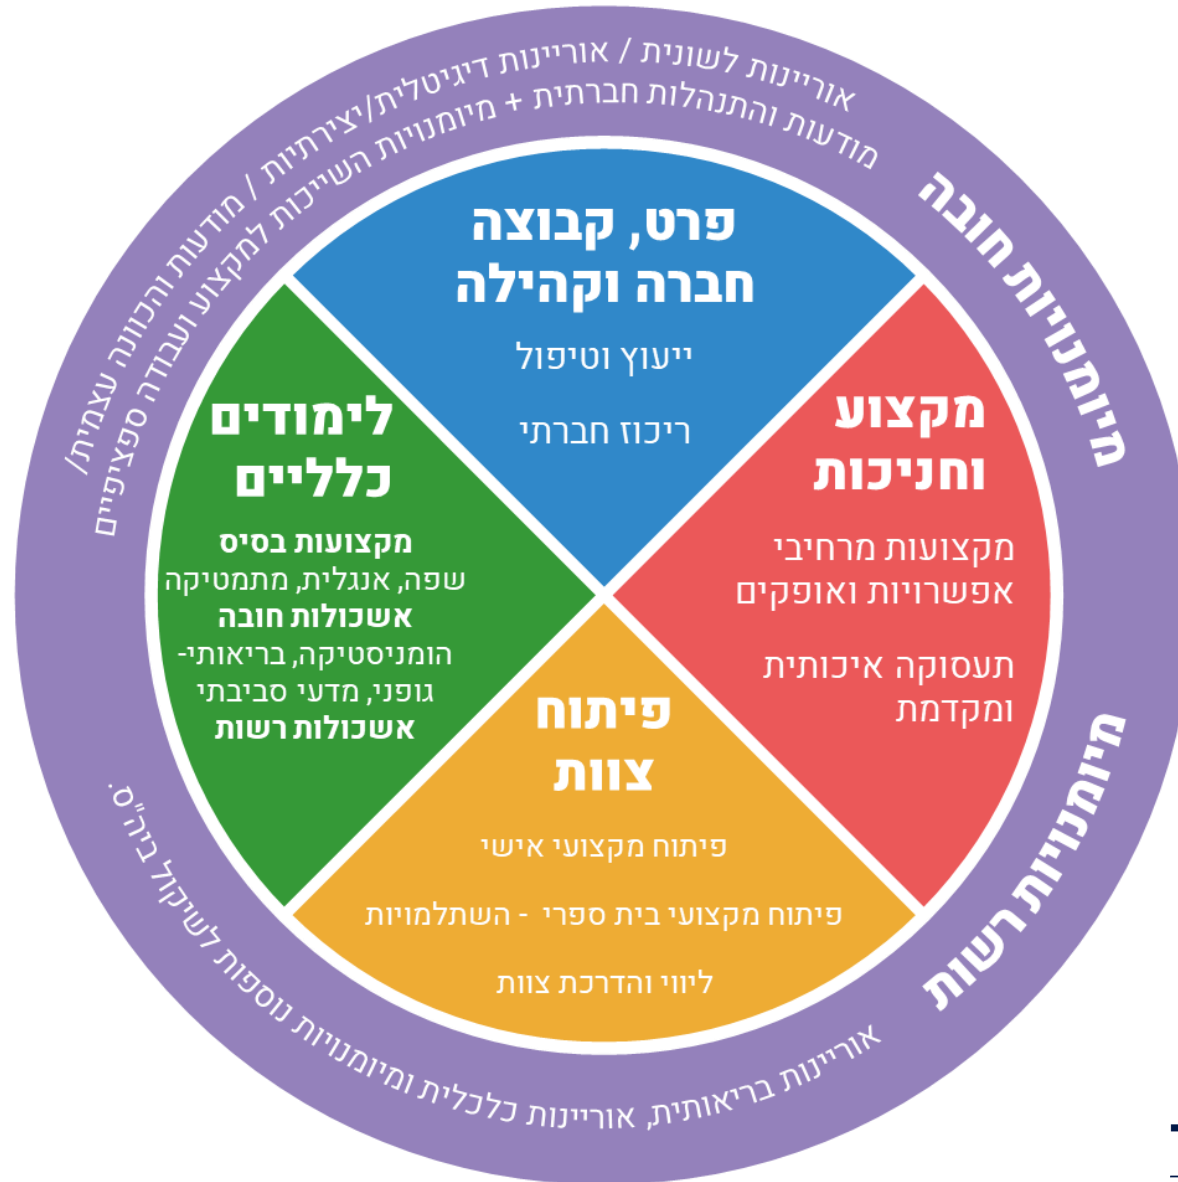 מיומנויות חובה
אוריינות לשונית / אוריינות דיגיטלית/יצירתיות / מודעות והכוונה עצמית/
מודעות והתנהלות חברתית + מיומנויות השייכות למקצוע ועבודה ספציפיים
פרט, קבוצה
חברה וקהילה
ייעוץ וטיפול
ריכוז חברתי
מקצוע
וחניכות
מקצועות מרחיבי
אפשרויות ואופקים
תעסוקה איכותית
ומקדמת
לימודים
כלליים
מקצועות בסיס
שפה, אנגלית, מתמטיקה
אשכולות חובה
הומניסטיקה, בריאותי-
גופני, מדעי סביבתי
אשכולות רשות
פיתוח
צוות
פיתוח מקצועי אישי
פיתוח מקצועי בית ספרי - השתלמויות
ליווי והדרכת צוות
מיומנויות רשות
אוריינות בריאותית, אוריינות כלכלית ומיומנויות נוספות לשיקול ביה"ס.